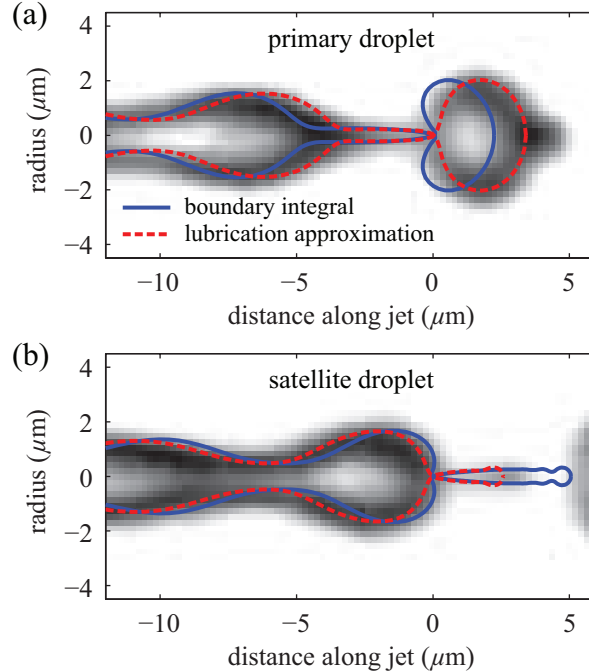 (a)
primary droplet
4
2
0
−2
−4
radius (μm)
boundary integral
lubrication approximation
−10
−5
0
5
distance along jet (μm)
(b)
satellite droplet
4
2
0
−2
−4
radius (μm)
−10
−5
0
5
distance along jet (μm)